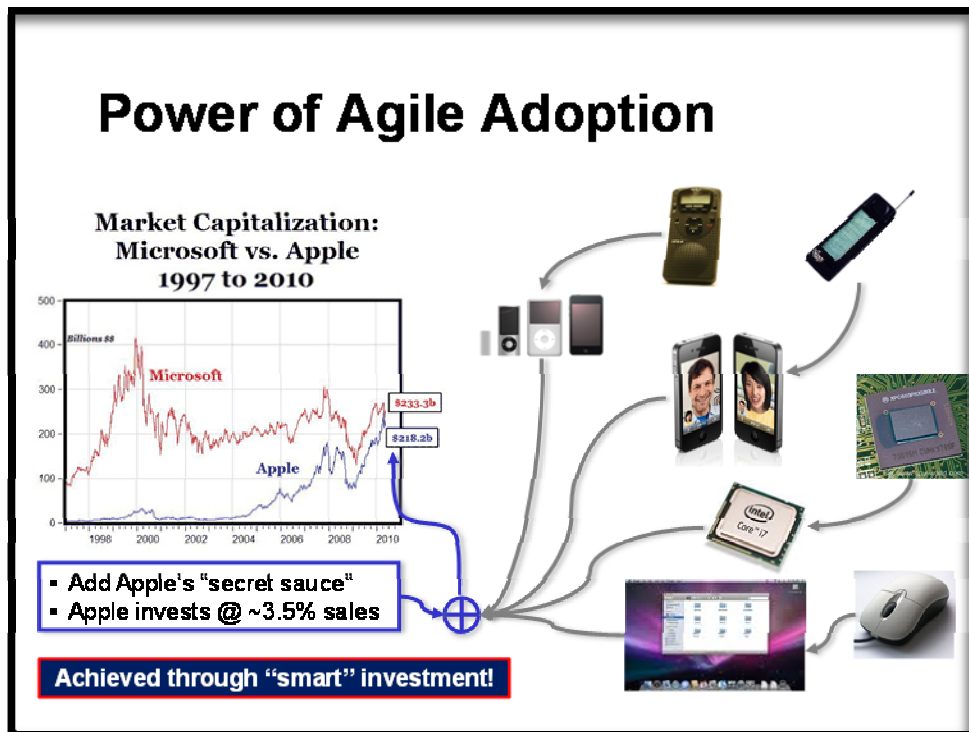 Power of Agile Adoption
Market Capitalization:
Microsoft vs. Apple
1997 to 2010
500
Billions $$
400
Microsoft
300
$233.3b
200
$218.2b
Apple
100
0
1998 2000 2002 2004 2006 2008 2010
intel
Core™ i7
▪ Add Apple's "secret sauce"
▪ Apple invests @ ~3.5% sales
Achieved through “smart” investment!